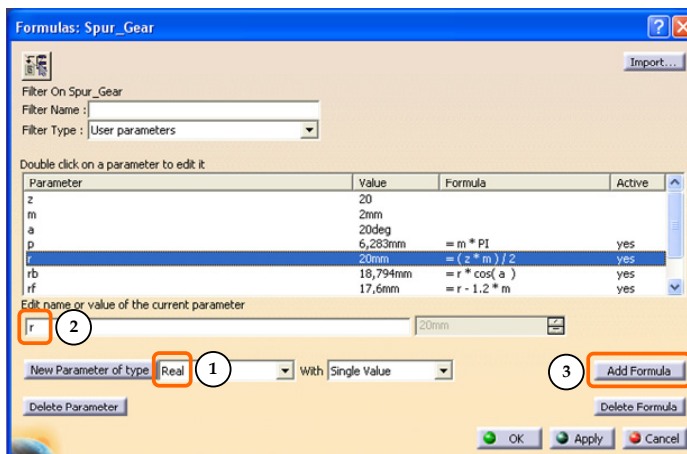 Formulas: Spur_Gear
Import...
Filter On Spur_Gear
Filter Name :
Filter Type : User parameters
Double click on a parameter to edit it
Parameter Value Formula Active
z 20
m 2mm
a 20deg
p 6,283mm = m * PI yes
r 20mm = ( z * m ) / 2 yes
rb 18,794mm = r * cos( a ) yes
rf 17,6mm = r - 1.2 * m yes
Edit name or value of the current parameter
r 2 20mm
New Parameter of type Real 1 With Single Value 3 Add Formula
Delete Parameter Delete Formula
OK Apply Cancel